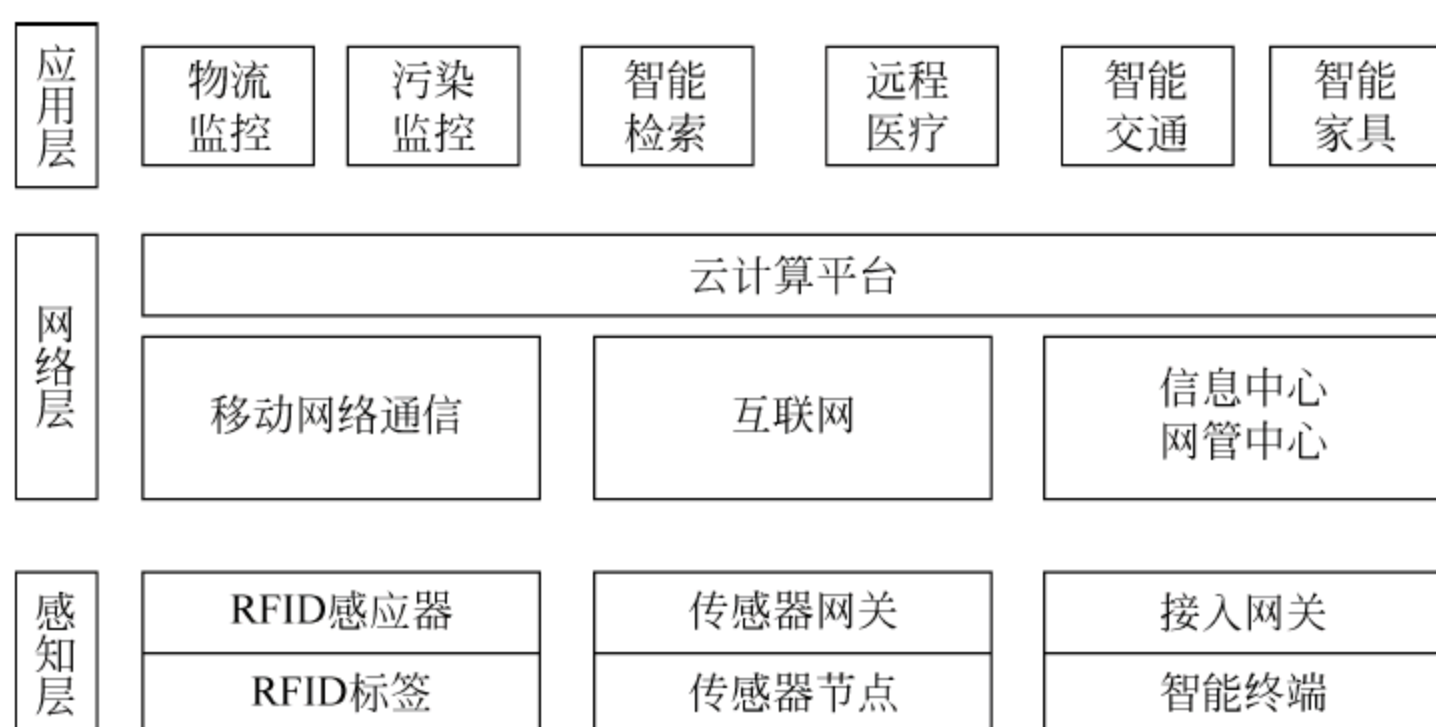 应用层
物流
监控
污染
监控
智能
检索
远程
医疗
智能
交通
智能
家具
网络层
云计算平台
移动网络通信
互联网
信息中心
网管中心
感知层
RFID感应器
传感器网关
接入网关
RFID标签
传感器节点
智能终端